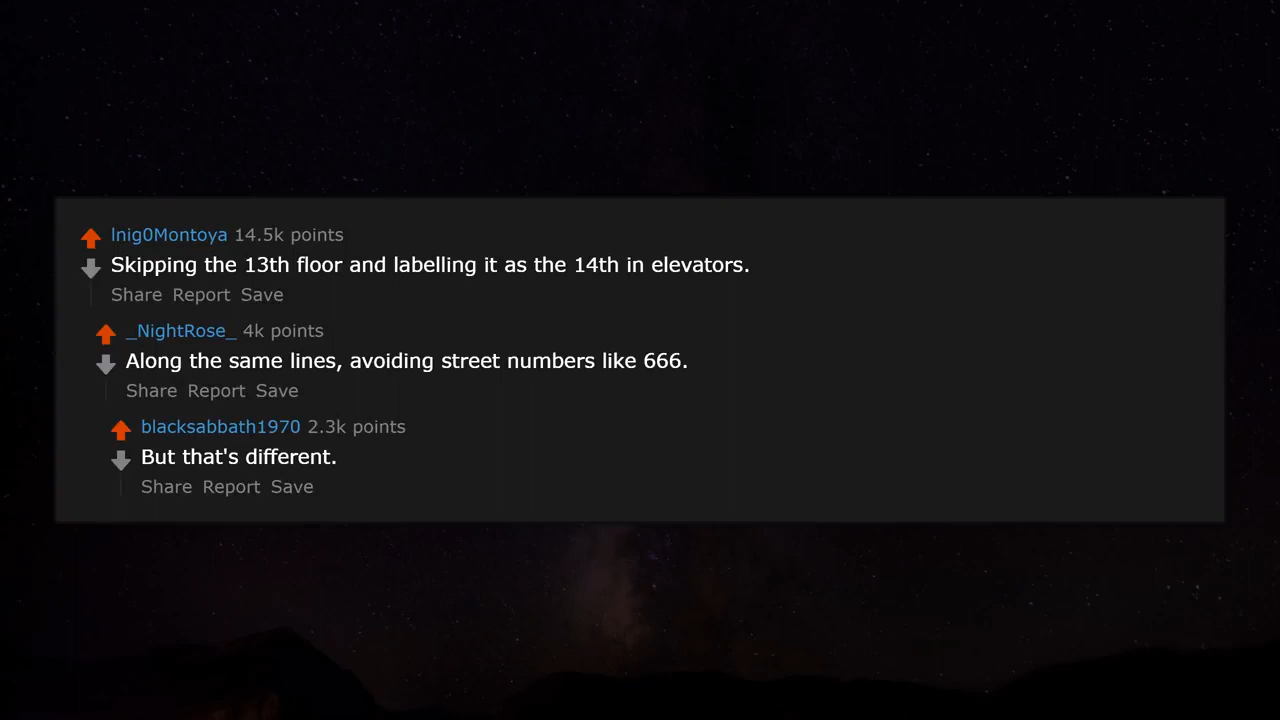 lnig0Montoya 14.5k points
Skipping the 13th floor and labelling it as the 14th in elevators.
Share Report Save
_NightRose_ 4k points
Along the same lines, avoiding street numbers like 666.
Share Report Save
blacksabbath1970 2.3k points
But that's different.
Share Report Save